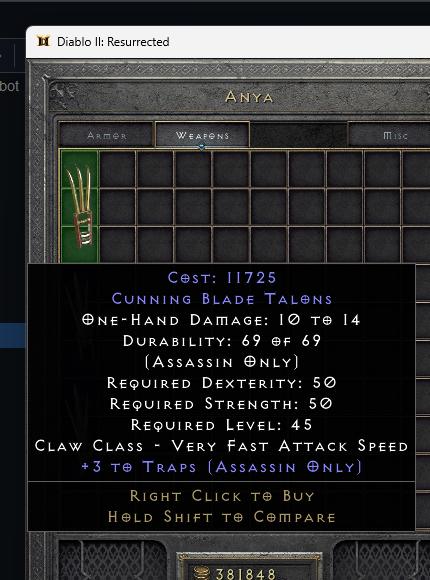 bot
Diablo II: Resurrected
Anya
Armor Weapons Misc
Cost: 11725
Cunning Blade Talons
One-Hand Damage: 10 to 14
Durability: 69 of 69
(Assassin Only)
Required Dexterity: 50
Required Strength: 50
Required Level: 45
Claw Class - Very Fast Attack Speed
+3 to Traps (Assassin Only)
Right Click to Buy
Hold Shift to Compare
381848